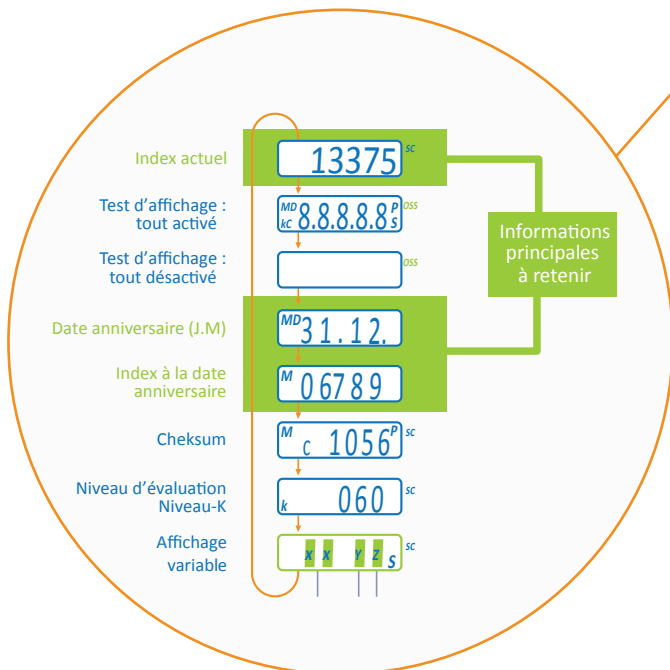 Index actuel
13375 SC
Test d'affichage :
tout activé
MD kC 8.8.8.8.8 P S OSS
Test d'affichage :
tout désactivé
OSS
Informations
principales
à retenir
Date anniversaire (J.M)
MD 31.12.
Index à la date
anniversaire
M 06789
Cheksum
M C 1056 P SC
Niveau d'évaluation
Niveau-K
k 060 SC
Affichage
variable
X X Y Z S SC